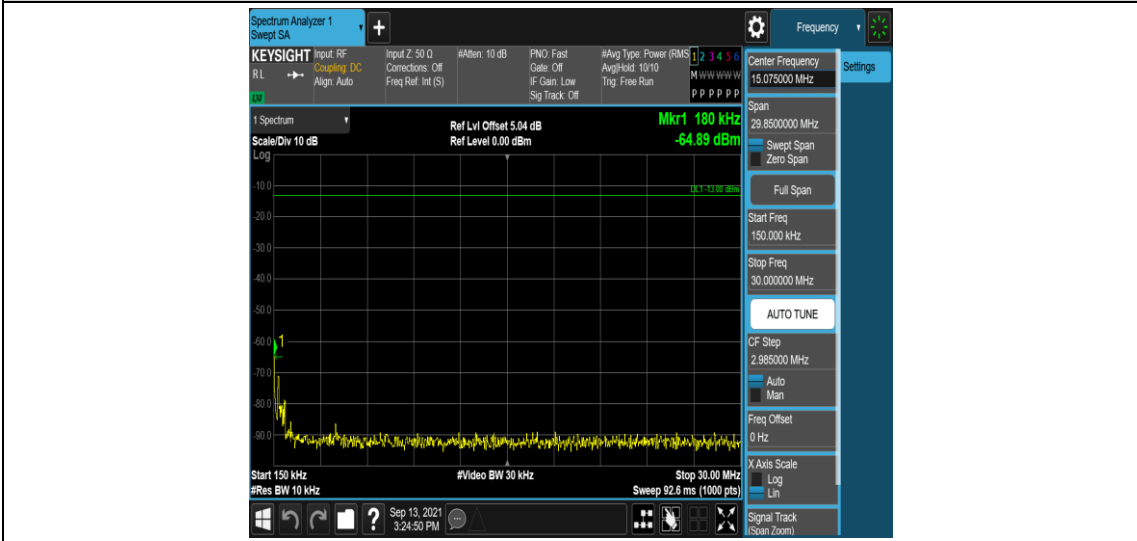 Spectrum Analyzer 1
Swept SA
+
Frequency
KEYSIGHT
RL
LM
Input: RF
Coupling: DC
Align: Auto
Input Z: 50 Ω
Corrections: Off
Freq Ref: Int (S)
#Atten: 10 dB
PNO: Fast
Gate: Off
IF Gain: Low
Sig Track: Off
#Avg Type: Power (RMS
Avg|Hold: 10/10
Trig: Free Run
1 2 3 4 5 6
M W W W W W
P P P P P P
1 Spectrum
Scale/Div 10 dB
Log
Ref Lvl Offset 5.04 dB
Ref Level 0.00 dBm
Mkr1 180 kHz
-64.89 dBm
DL1 -13.00 dBm
-10.0
-20.0
-30.0
-40.0
-50.0
-60.0
1
-70.0
-80.0
-90.0
Start 150 kHz
#Res BW 10 kHz
#Video BW 30 kHz
Stop 30.00 MHz
Sweep 92.6 ms (1000 pts)
?
Sep 13, 2021
3:24:50 PM
Center Frequency
15.075000 MHz
Settings
Span
29.8500000 MHz
Swept Span
Zero Span
Full Span
Start Freq
150.000 kHz
Stop Freq
30.000000 MHz
AUTO TUNE
CF Step
2.985000 MHz
Auto
Man
Freq Offset
0 Hz
X Axis Scale
Log
Lin
Signal Track
(Span Zoom)